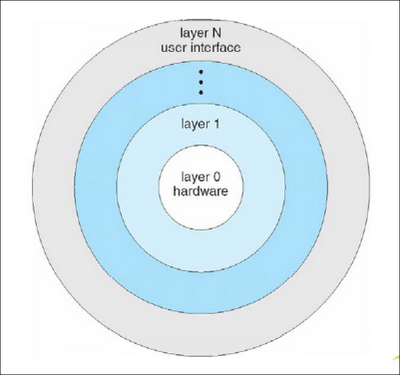 layer N
user interface
layer 1
layer 0
hardware